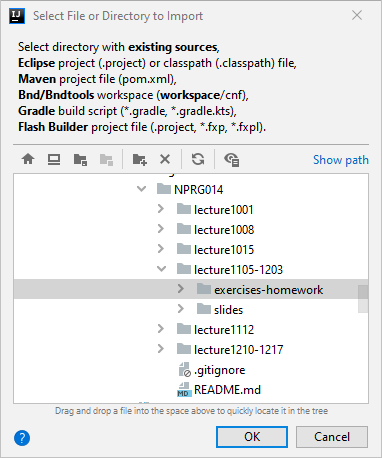 Select File or Directory to Import
Select directory with existing sources,
Eclipse project (.project) or classpath (.classpath) file,
Maven project file (pom.xml),
Bnd/Bndtools workspace (workspace/cnf),
Gradle build script (*.gradle, *.gradle.kts),
Flash Builder project file (.project, *.fxp, *.fxpl).
Show path
NPRG014
lecture1001
lecture1008
lecture1015
lecture1105-1203
exercises-homework
slides
lecture1112
lecture1210-1217
.gitignore
README.md
Drag and drop a file into the space above to quickly locate it in the tree
OK
Cancel